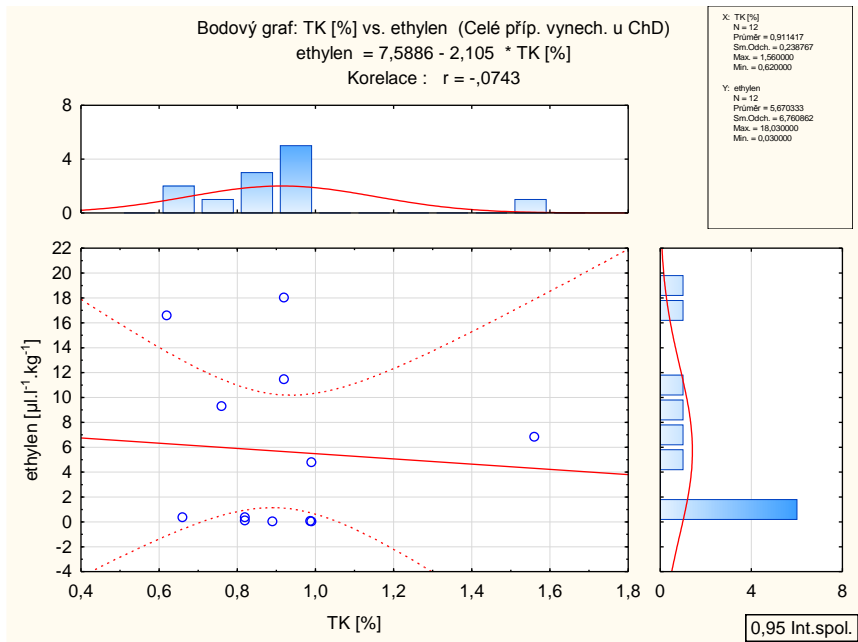 Bodový graf: TK [%] vs. ethylen  (Celé příp. vynech. u ChD)
ethylen  = 7,5886 - 2,105  * TK [%]
Korelace :   r = -,0743
X:  TK [%]
N = 12
Průměr = 0,911417
Sm.Odch. = 0,238767
Max. = 1,560000
Min. = 0,620000
Y:  ethylen
N = 12
Průměr = 5,670333
Sm.Odch. = 6,760862
Max. = 18,030000
Min. = 0,030000
8
4
0
22
20
18
16
14
12
10
8
6
4
2
0
-2
-4
ethylen [µl.l⁻¹.kg⁻¹]
0,4 0,6 0,8 1,0 1,2 1,4 1,6 1,8
TK [%]
0 4 8
0,95 Int.spol.